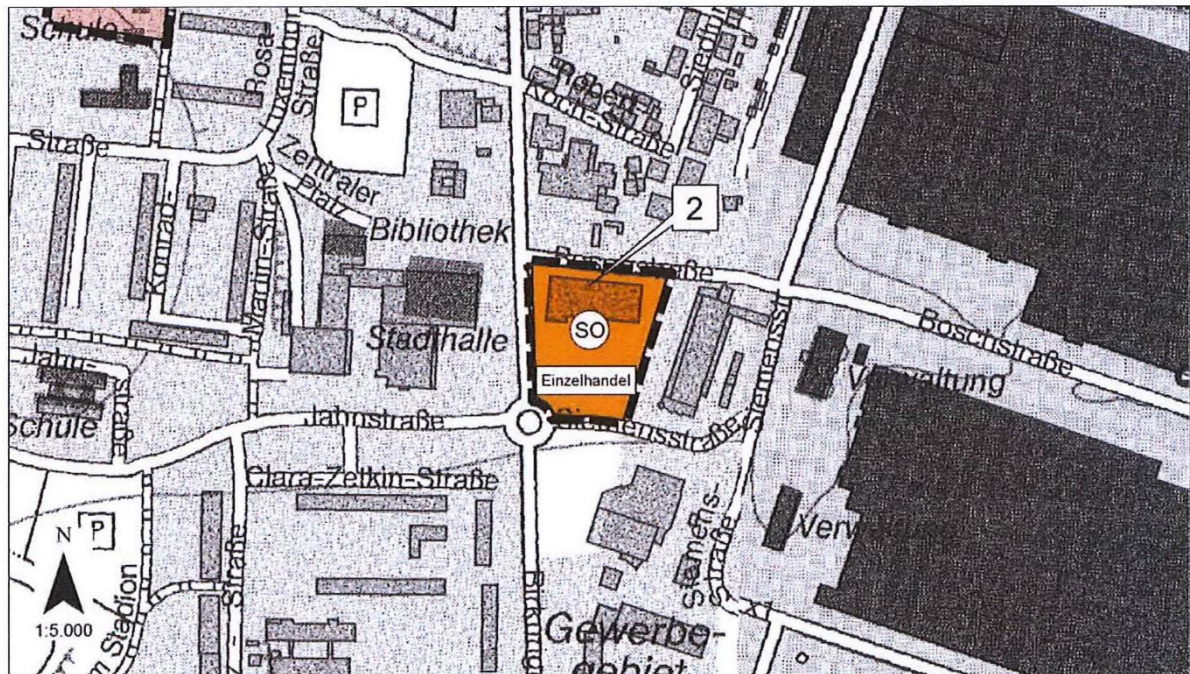 Schule
Rosa-
Luxemburg
Straße
P
Robert-
Koch-Straße
Siedlu
Straße
Zentraler
Platz
Konrad-
Martin-Straße
Bibliothek
2
Stadthalle
SO
Einzelhandel
Boschstraße
Siemensstr
Verwaltung
Jahn-
straße
Schule
Jahnstraße
Siemensstraße
Clara-Zetkin-Straße
Straße
N
P
1:5.000
m Stadion
Straße
Gewerbe-
gebiet